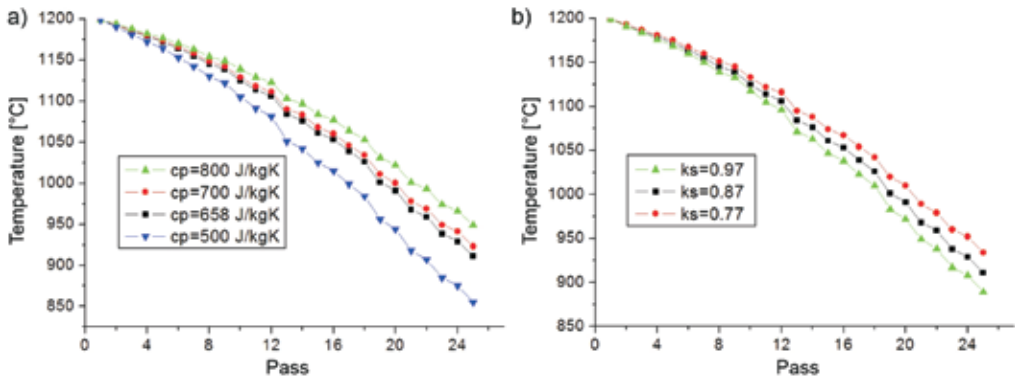 a)
Temperature [°C]
1200
1150
1100
1050
1000
950
900
850
cp=800 J/kgK
cp=700 J/kgK
cp=658 J/kgK
cp=500 J/kgK
0 4 8 12 16 20 24
Pass
b)
Temperature [°C]
1200
1150
1100
1050
1000
950
900
850
ks=0.97
ks=0.87
ks=0.77
0 4 8 12 16 20 24
Pass